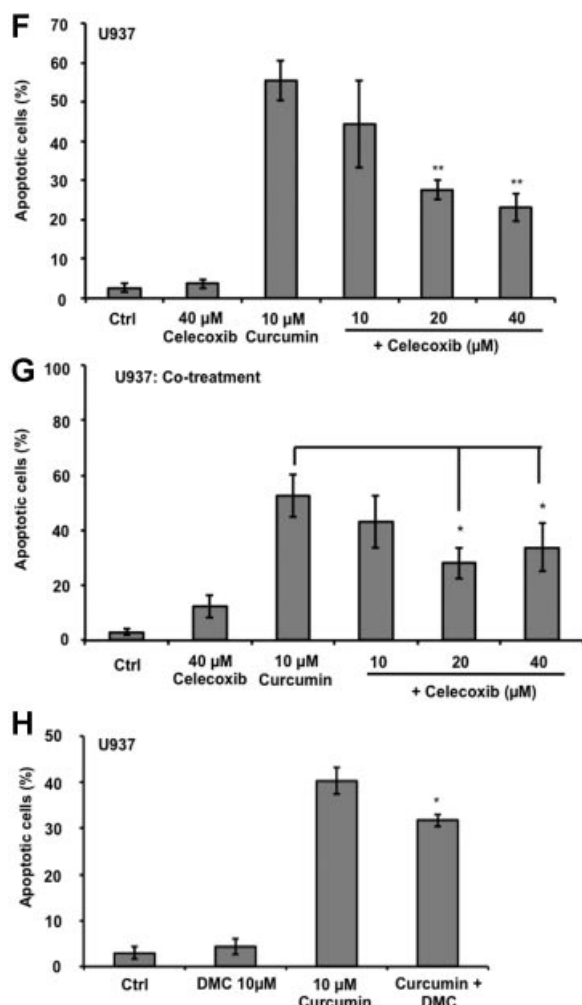 F
U937
Apoptotic cells (%)
70
60
50
40
30
20
10
0
**
**
Ctrl
40 µM
Celecoxib
10 µM
Curcumin
10
20
40
+ Celecoxib (µM)
G
U937: Co-treatment
Apoptotic cells (%)
100
80
60
40
20
0
*
*
Ctrl
40 µM
Celecoxib
10 µM
Curcumin
10
20
40
+ Celecoxib (µM)
H
U937
Apoptotic cells (%)
50
40
30
20
10
0
*
Ctrl
DMC 10µM
10 µM
Curcumin
Curcumin +
DMC